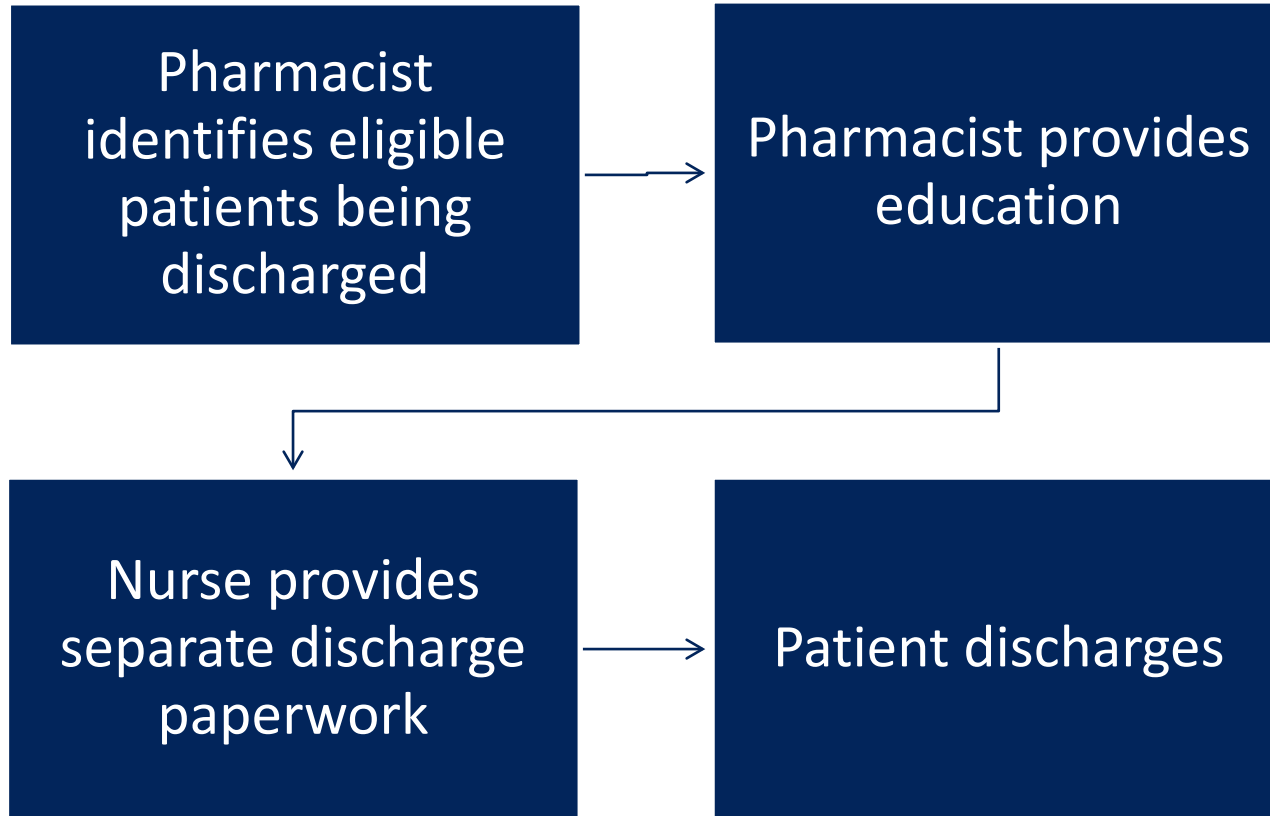 Pharmacist
identifies eligible
patients being
discharged
Pharmacist provides
education
Nurse provides
separate discharge
paperwork
Patient discharges